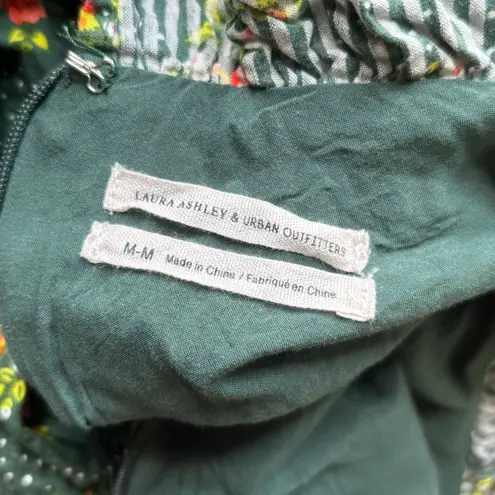 LAURA ASHLEY & URBAN OUTFITTERS
M-M Made in China / Fabriqué en Chine